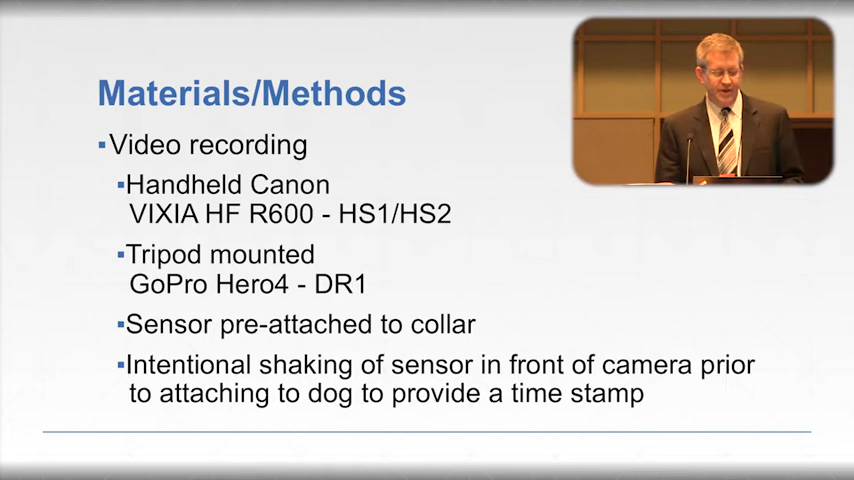 Materials/Methods
▪Video recording
▪Handheld Canon
VIXIA HF R600 - HS1/HS2
▪Tripod mounted
GoPro Hero4 - DR1
▪Sensor pre-attached to collar
▪Intentional shaking of sensor in front of camera prior
to attaching to dog to provide a time stamp